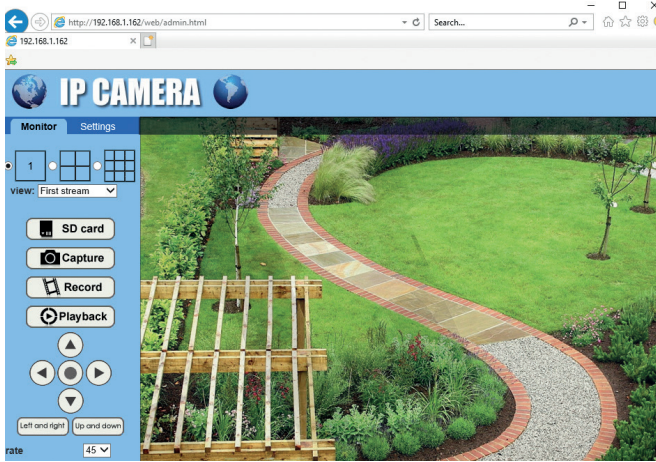 http://192.168.1.162/web/admin.html
Search...
192.168.1.162
IP CAMERA
Monitor
Settings
1
view: First stream
SD card
Capture
Record
Playback
Left and right
Up and down
rate 45